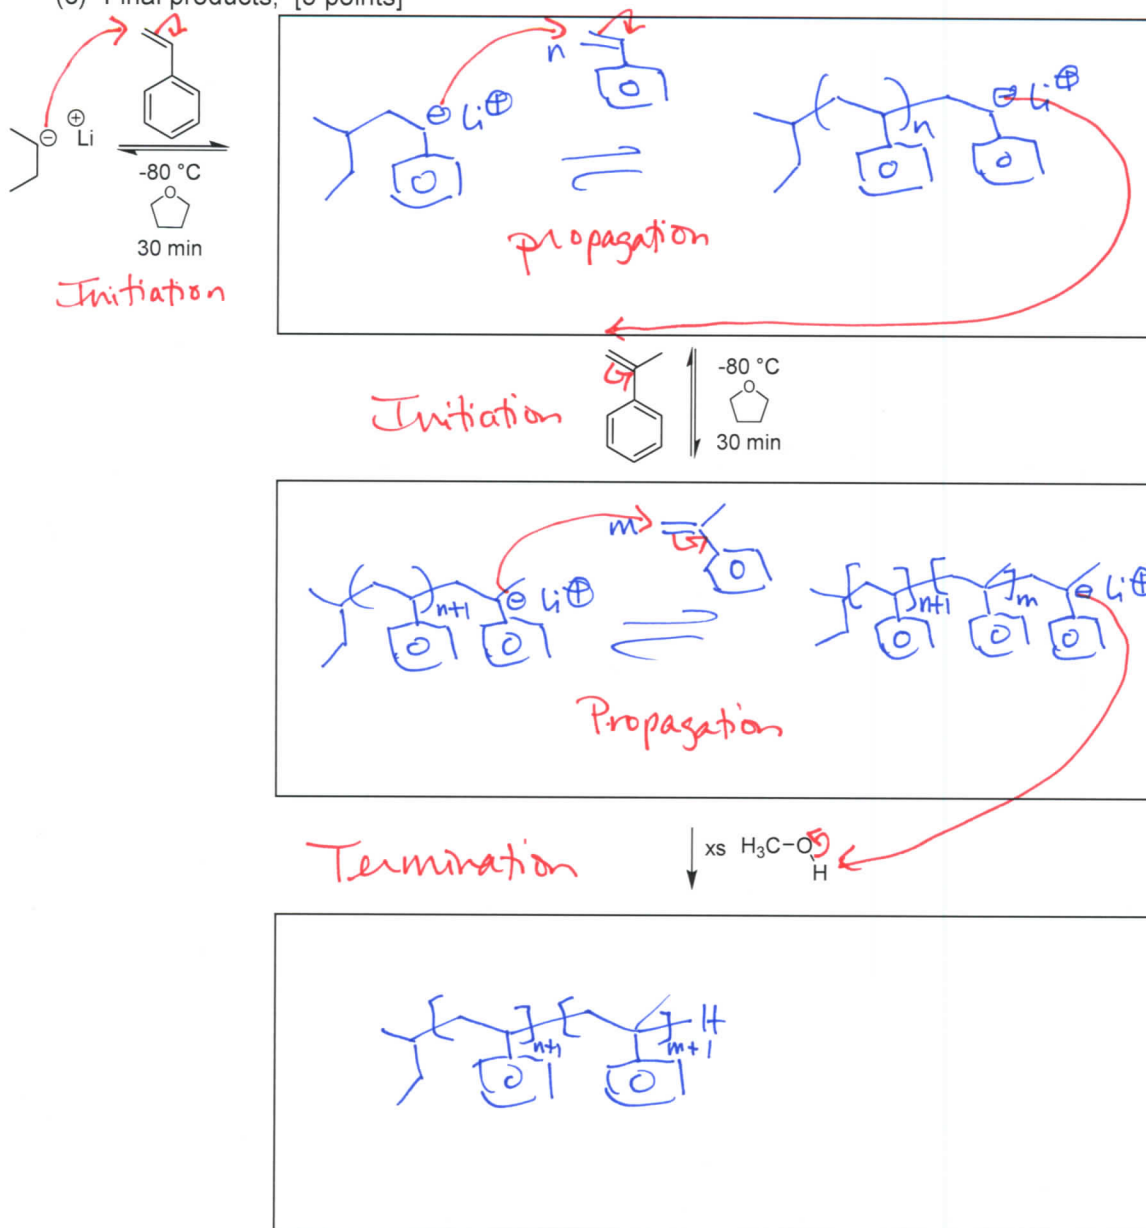 (c) Final products; [5 points]
n
⊖ Li⊕
⊖ Li⊕
n
⊖ ⊕ Li
-80 °C
O
30 min
propagation
Initiation
Initiation
-80 °C
O
30 min
m
n+1
⊖ Li⊕
n+1
m
⊖ Li⊕
Propagation
Termination
xs H₃C-O
H
n+1
m+1
H